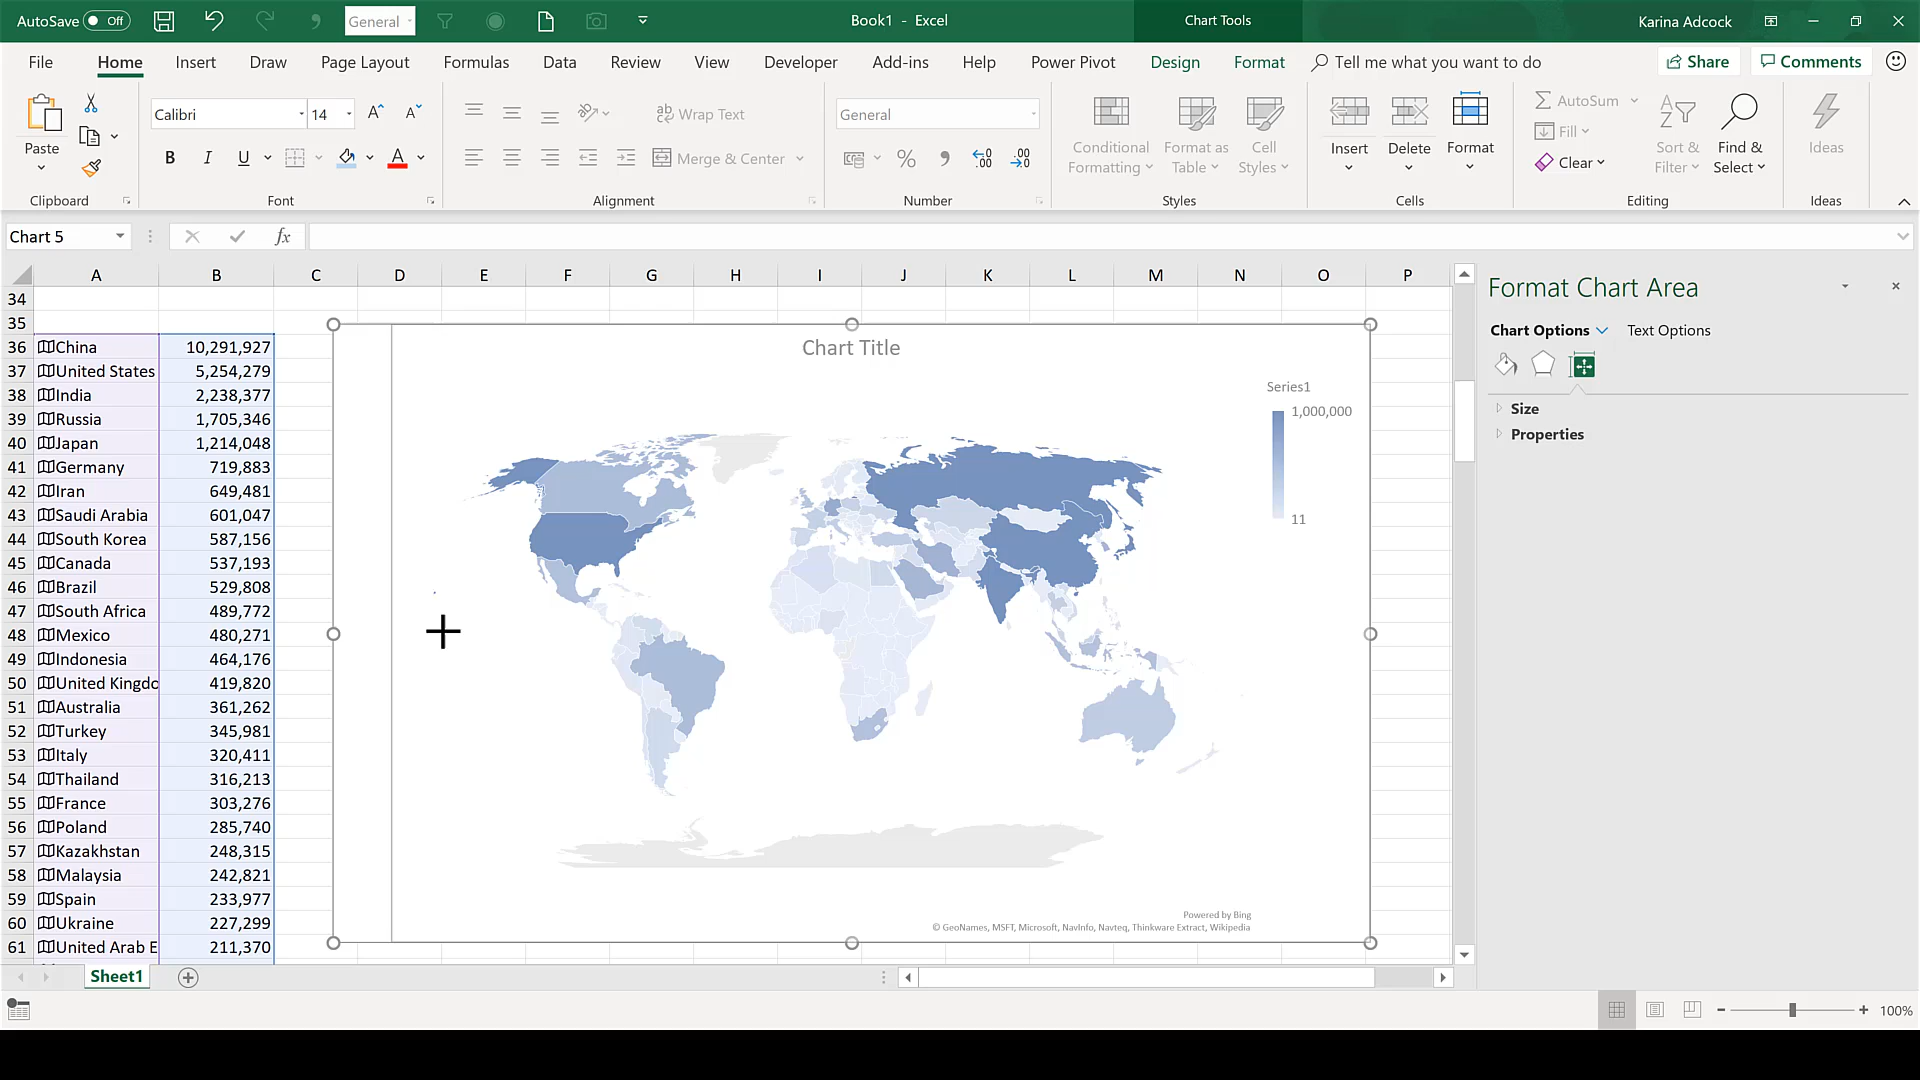 AutoSave Off General Book1 - Excel Chart Tools Karina Adcock
File Home Insert Draw Page Layout Formulas Data Review View Developer Add-ins Help Power Pivot Design Format Tell me what you want to do Share Comments
Paste Calibri 14 Wrap Text General Conditional Formatting Format as Table Cell Styles Insert Delete Format AutoSum Sort & Filter Find & Select Ideas
B I U A Merge & Center % Fill
Clear
Clipboard Font Alignment Number Styles Cells Editing Ideas
Chart 5 fx
A B C D E F G H I J K L M N O P
34
35
36 China 10,291,927
37 United States 5,254,279
38 India 2,238,377
39 Russia 1,705,346
40 Japan 1,214,048
41 Germany 719,883
42 Iran 649,481
43 Saudi Arabia 601,047
44 South Korea 587,156
45 Canada 537,193
46 Brazil 529,808
47 South Africa 489,772
48 Mexico 480,271
49 Indonesia 464,176
50 United Kingdo 419,820
51 Australia 361,262
52 Turkey 345,981
53 Italy 320,411
54 Thailand 316,213
55 France 303,276
56 Poland 285,740
57 Kazakhstan 248,315
58 Malaysia 242,821
59 Spain 233,977
60 Ukraine 227,299
61 United Arab E 211,370
Chart Title
Series1
1,000,000
11
Powered by Bing
© GeoNames, MSFT, Microsoft, NavInfo, Navteq, Thinkware Extract, Wikipedia
Format Chart Area
Chart Options Text Options
Size
Properties
Sheet1
100%